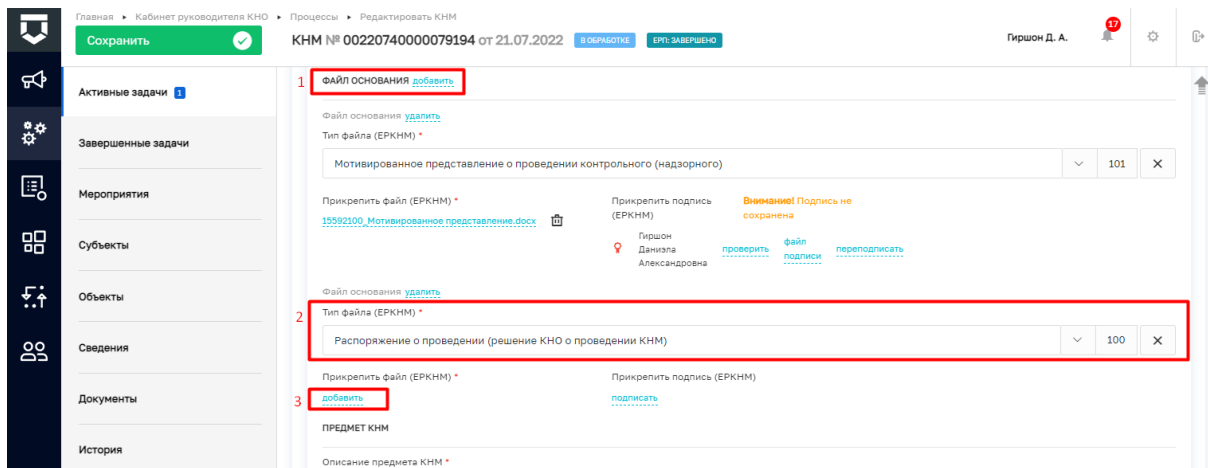 Главная ▸ Кабинет руководителя КНО ▸ Процессы ▸ Редактировать КНМ
Сохранить
КНМ № 00220740000079194 от 21.07.2022 В ОБРАБОТКЕ ЕРП: ЗАВЕРШЕНО
Гиршон Д. А.
17
Активные задачи 1
Завершенные задачи
Мероприятия
Субъекты
Объекты
Сведения
Документы
История
1 ФАЙЛ ОСНОВАНИЯ добавить
Файл основания удалить
Тип файла (ЕРКНМ) *
Мотивированное представление о проведении контрольного (надзорного) 101
Прикрепить файл (ЕРКНМ) *
15592100_Мотивированное представление.docx
Прикрепить подпись
(ЕРКНМ)
Внимание! Подпись не
сохранена
Гиршон
Даниэла
Александровна
проверить
файл
подписи
переподписать
Файл основания удалить
2 Тип файла (ЕРКНМ) *
Распоряжение о проведении (решение КНО о проведении КНМ) 100
Прикрепить файл (ЕРКНМ) *
3 добавить
Прикрепить подпись (ЕРКНМ)
подписать
ПРЕДМЕТ КНМ
Описание предмета КНМ *